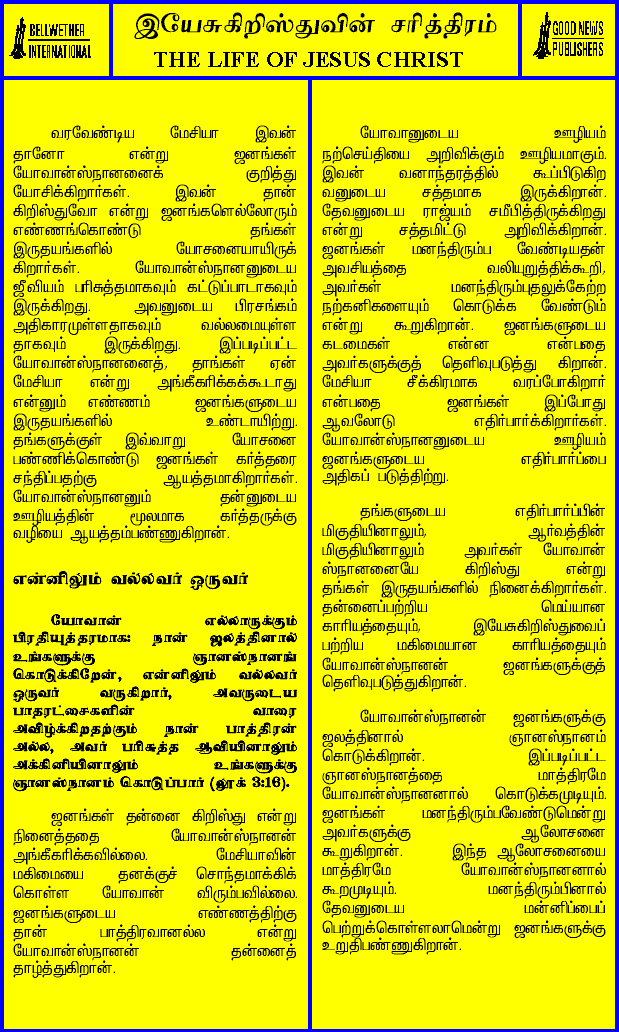 BELLWETHER
INTERNATIONAL
இயேசுகிறிஸ்துவின் சரித்திரம்
THE LIFE OF JESUS CHRIST
GOOD NEWS
PUBLISHERS
வரவேண்டிய மேசியா இவன்
தானோ என்று ஜனங்கள்
யோவான்ஸ்நானனைக் குறித்து
யோசிக்கிறார்கள். இவன் தான்
கிறிஸ்துவோ என்று ஜனங்களெல்லோரும்
எண்ணங்கொண்டு தங்கள்
இருதயங்களில் யோசனையாயிருக்
கிறார்கள். யோவான்ஸ்நானனுடைய
ஜீவியம் பரிசுத்தமாகவும் கட்டுப்பாடாகவும்
இருக்கிறது. அவனுடைய பிரசங்கம்
அதிகாரமுள்ளதாகவும் வல்லமையுள்ள
தாகவும் இருக்கிறது. இப்படிப்பட்ட
யோவான்ஸ்நானனைத், தாங்கள் ஏன்
மேசியா என்று அங்கீகரிக்கக்கூடாது
என்னும் எண்ணம் ஜனங்களுடைய
இருதயங்களில் உண்டாயிற்று.
தங்களுக்குள் இவ்வாறு யோசனை
பண்ணிக்கொண்டு ஜனங்கள் கர்த்தரை
சந்திப்பதற்கு ஆயத்தமாகிறார்கள்.
யோவான்ஸ்நானனும் தன்னுடைய
ஊழியத்தின் மூலமாக கர்த்தருக்கு
வழியை ஆயத்தம்பண்ணுகிறான்.
என்னிலும் வல்லவர் ஒருவர்
யோவான் எல்லாருக்கும்
பிரதியுத்தரமாக: நான் ஜலத்தினால்
உங்களுக்கு ஞானஸ்நானங்
கொடுக்கிறேன், என்னிலும் வல்லவர்
ஒருவர் வருகிறார், அவருடைய
பாதரட்சைகளின் வாரை
அவிழ்க்கிறதற்கும் நான் பாத்திரன்
அல்ல, அவர் பரிசுத்த ஆவியினாலும்
அக்கினியினாலும் உங்களுக்கு
ஞானஸ்நானம் கொடுப்பார் (லூக் 3:16).
ஜனங்கள் தன்னை கிறிஸ்து என்று
நினைத்ததை யோவான்ஸ்நானன்
அங்கீகரிக்கவில்லை. மேசியாவின்
மகிமையை தனக்குச் சொந்தமாக்கிக்
கொள்ள யோவான் விரும்பவில்லை.
ஜனங்களுடைய எண்ணத்திற்கு
தான் பாத்திரவானல்ல என்று
யோவான்ஸ்நானன் தன்னைத்
தாழ்த்துகிறான்.
யோவானுடைய ஊழியம்
நற்செய்தியை அறிவிக்கும் ஊழியமாகும்.
இவன் வனாந்தரத்தில் கூப்பிடுகிற
வனுடைய சத்தமாக இருக்கிறான்.
தேவனுடைய ராஜ்யம் சமீபித்திருக்கிறது
என்று சத்தமிட்டு அறிவிக்கிறான்.
ஜனங்கள் மனந்திரும்ப வேண்டியதன்
அவசியத்தை வலியுறுத்திக்கூறி,
அவர்கள் மனந்திரும்புதலுக்கேற்ற
நற்கனிகளையும் கொடுக்க வேண்டும்
என்று கூறுகிறான். ஜனங்களுடைய
கடமைகள் என்ன என்பதை
அவர்களுக்குத் தெளிவுபடுத்து கிறான்.
மேசியா சீக்கிரமாக வரப்போகிறார்
என்பதை ஜனங்கள் இப்போது
ஆவலோடு எதிர்பார்க்கிறார்கள்.
யோவான்ஸ்நானனுடைய ஊழியம்
ஜனங்களுடைய எதிர்பார்ப்பை
அதிகப் படுத்திற்று.
தங்களுடைய எதிர்பார்ப்பின்
மிகுதியினாலும், ஆர்வத்தின்
மிகுதியினாலும் அவர்கள் யோவான்
ஸ்நானனையே கிறிஸ்து என்று
தங்கள் இருதயங்களில் நினைக்கிறார்கள்.
தன்னைப்பற்றிய மெய்யான
காரியத்தையும், இயேசுகிறிஸ்துவைப்
பற்றிய மகிமையான காரியத்தையும்
யோவான்ஸ்நானன் ஜனங்களுக்குத்
தெளிவுபடுத்துகிறான்.
யோவான்ஸ்நானன் ஜனங்களுக்கு
ஜலத்தினால் ஞானஸ்நானம்
கொடுக்கிறான். இப்படிப்பட்ட
ஞானஸ்நானத்தை மாத்திரமே
யோவான்ஸ்நானனால் கொடுக்கமுடியும்.
ஜனங்கள் மனந்திரும்பவேண்டுமென்று
அவர்களுக்கு ஆலோசனை
கூறுகிறான். இந்த ஆலோசனையை
மாத்திரமே யோவான்ஸ்நானனால்
கூறமுடியும். மனந்திரும்பினால்
தேவனுடைய மன்னிப்பைப்
பெற்றுக்கொள்ளலாமென்று ஜனங்களுக்கு
உறுதிபண்ணுகிறான்.